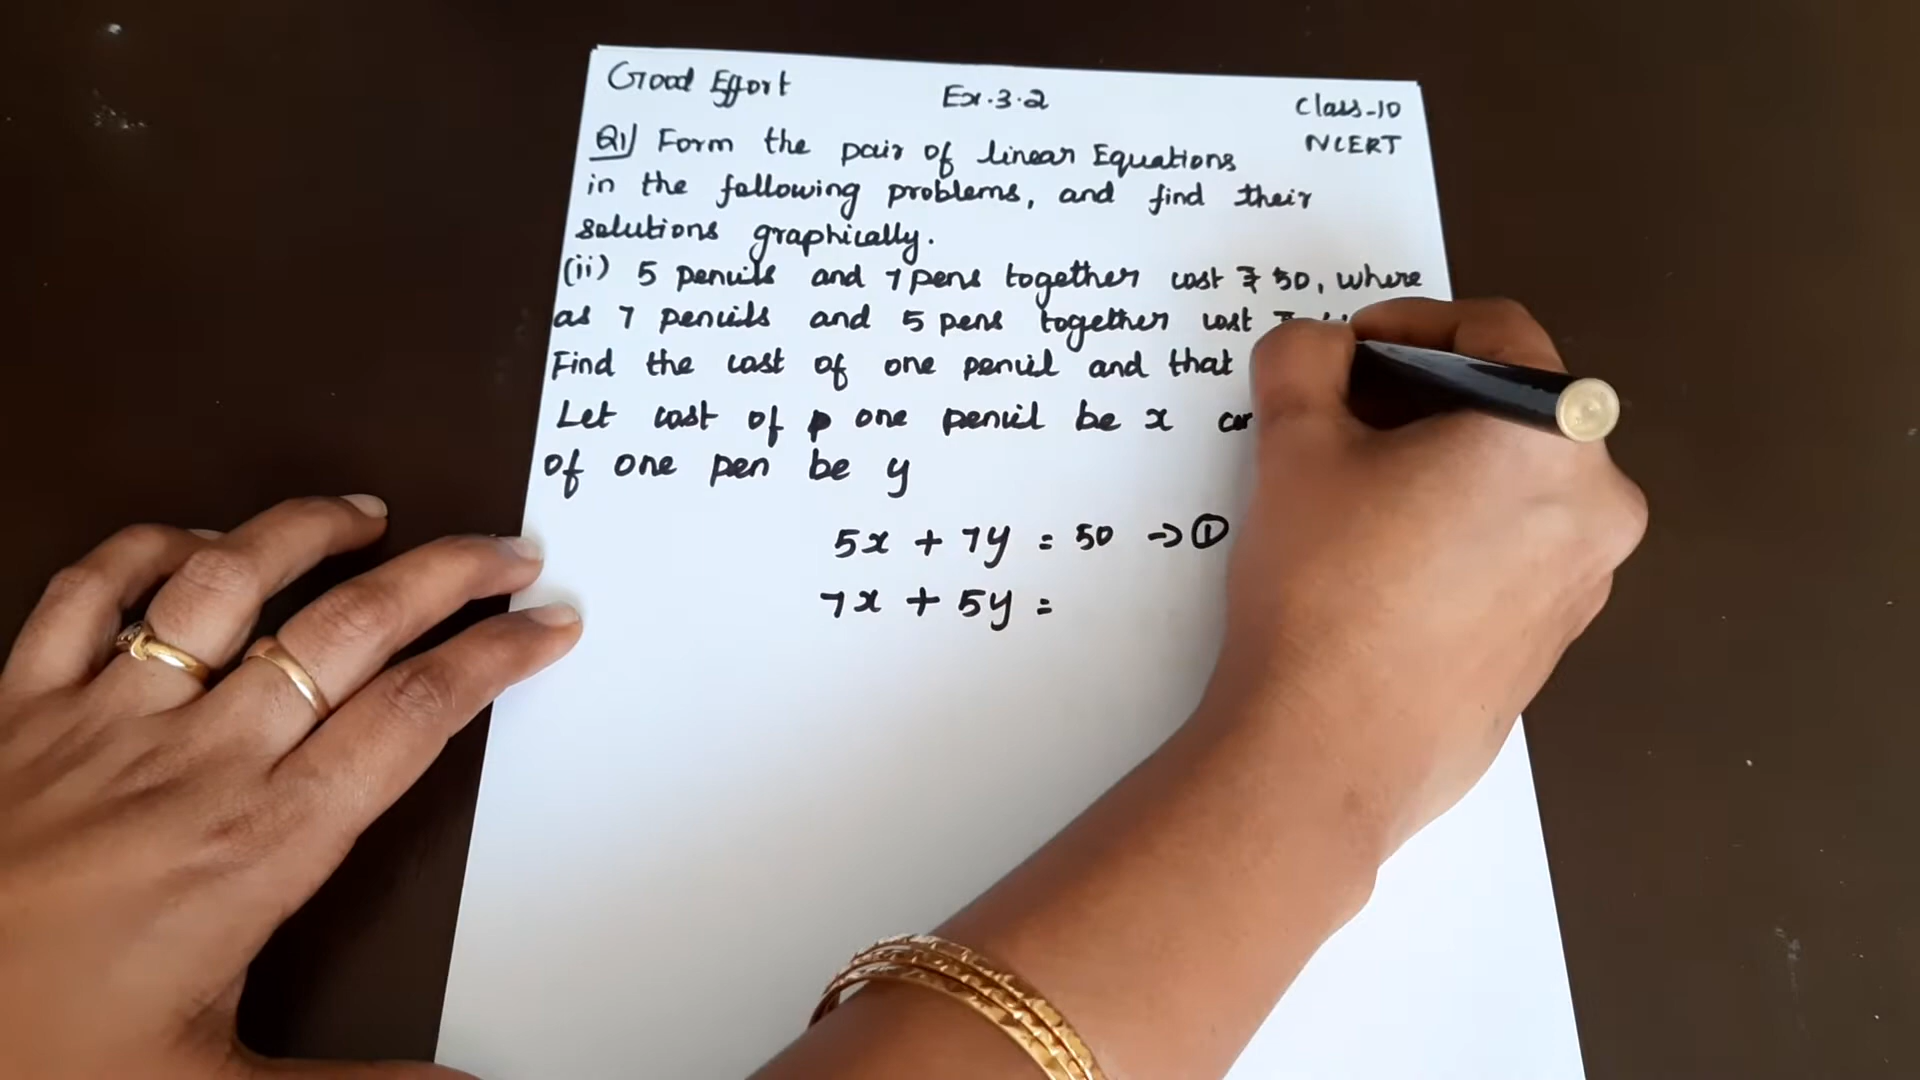 Good Effort
Ex.3.2
Class-10
NCERT
Q1) Form the pair of linear Equations
in the following problems, and find their
solutions graphically.
(ii) 5 pencils and 7 pens together cost ₹ 50, where
as 7 pencils and 5 pens together cost ₹
Find the cost of one pencil and that
Let cost of one pencil be x
of one pen be y
5x + 7y = 50 → ①
7x + 5y =